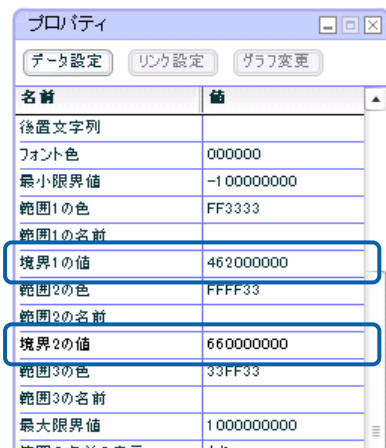 プロパティ
データ設定 リンク設定 グラフ変更
名前 値
後置文字列
フォント色 000000
最小限界値 -100000000
範囲1の色 FF3333
範囲1の名前
境界1の値 462000000
範囲2の色 FFFF33
範囲2の名前
境界2の値 660000000
範囲3の色 33FF33
範囲3の名前
最大限界値 1000000000